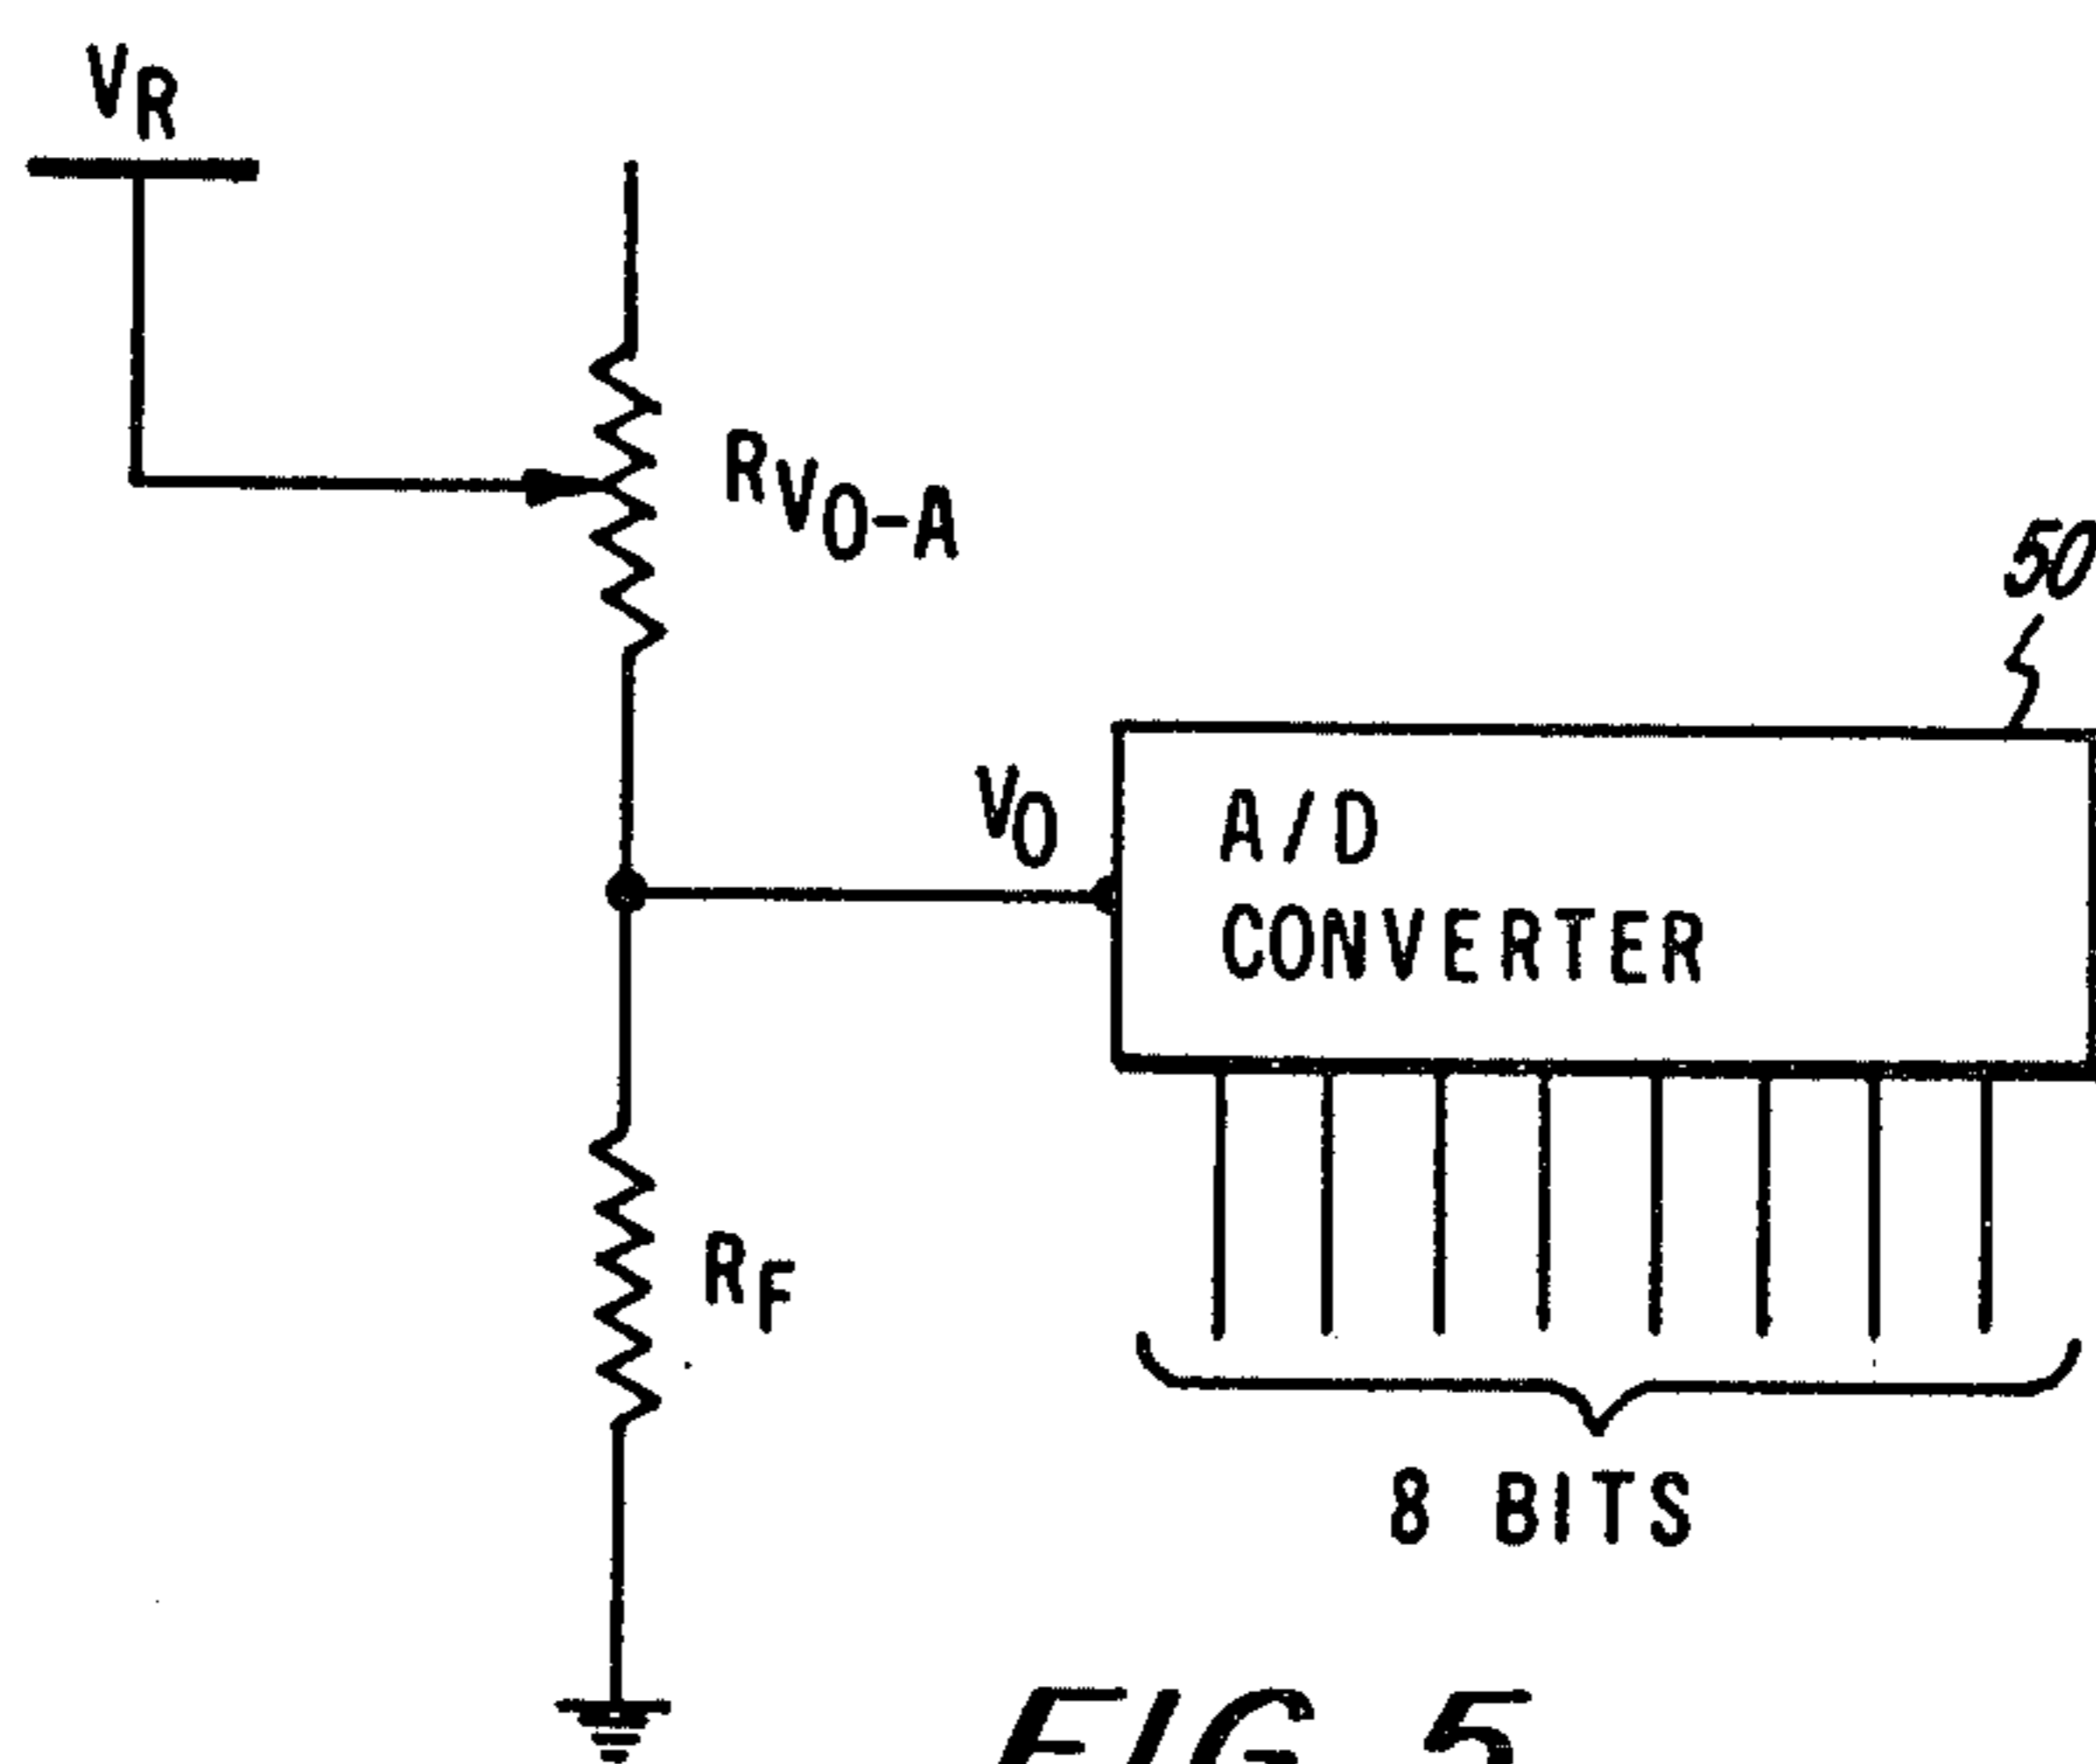 VR
RVO-A
50
VO
A/D
CONVERTER
RF
8 BITS
FIG 5